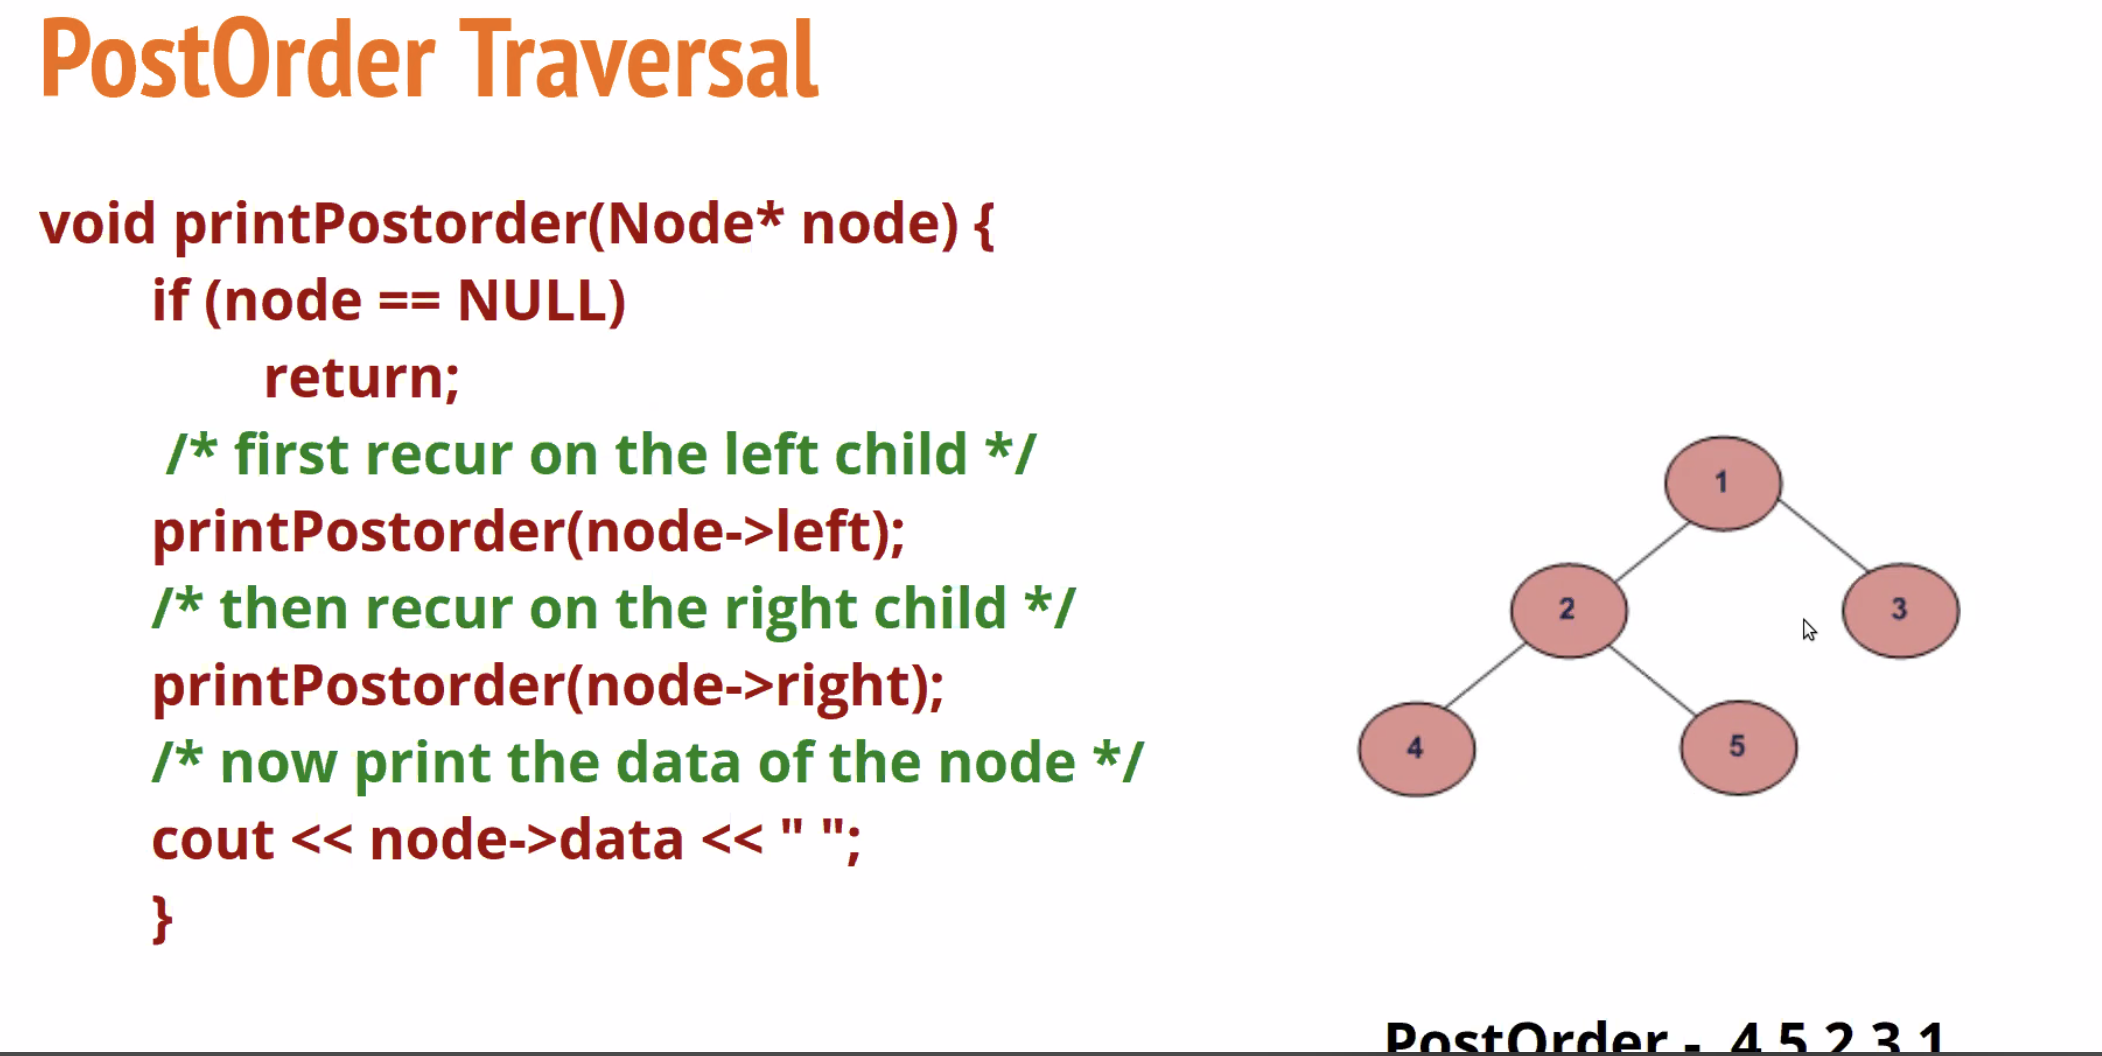 PostOrder Traversal
void printPostorder(Node* node) {
if (node == NULL)
return;
/* first recur on the left child */
printPostorder(node->left);
/* then recur on the right child */
printPostorder(node->right);
/* now print the data of the node */
cout << node->data << " ";
}
1
2
3
4
5
PostOrder - 4 5 2 3 1